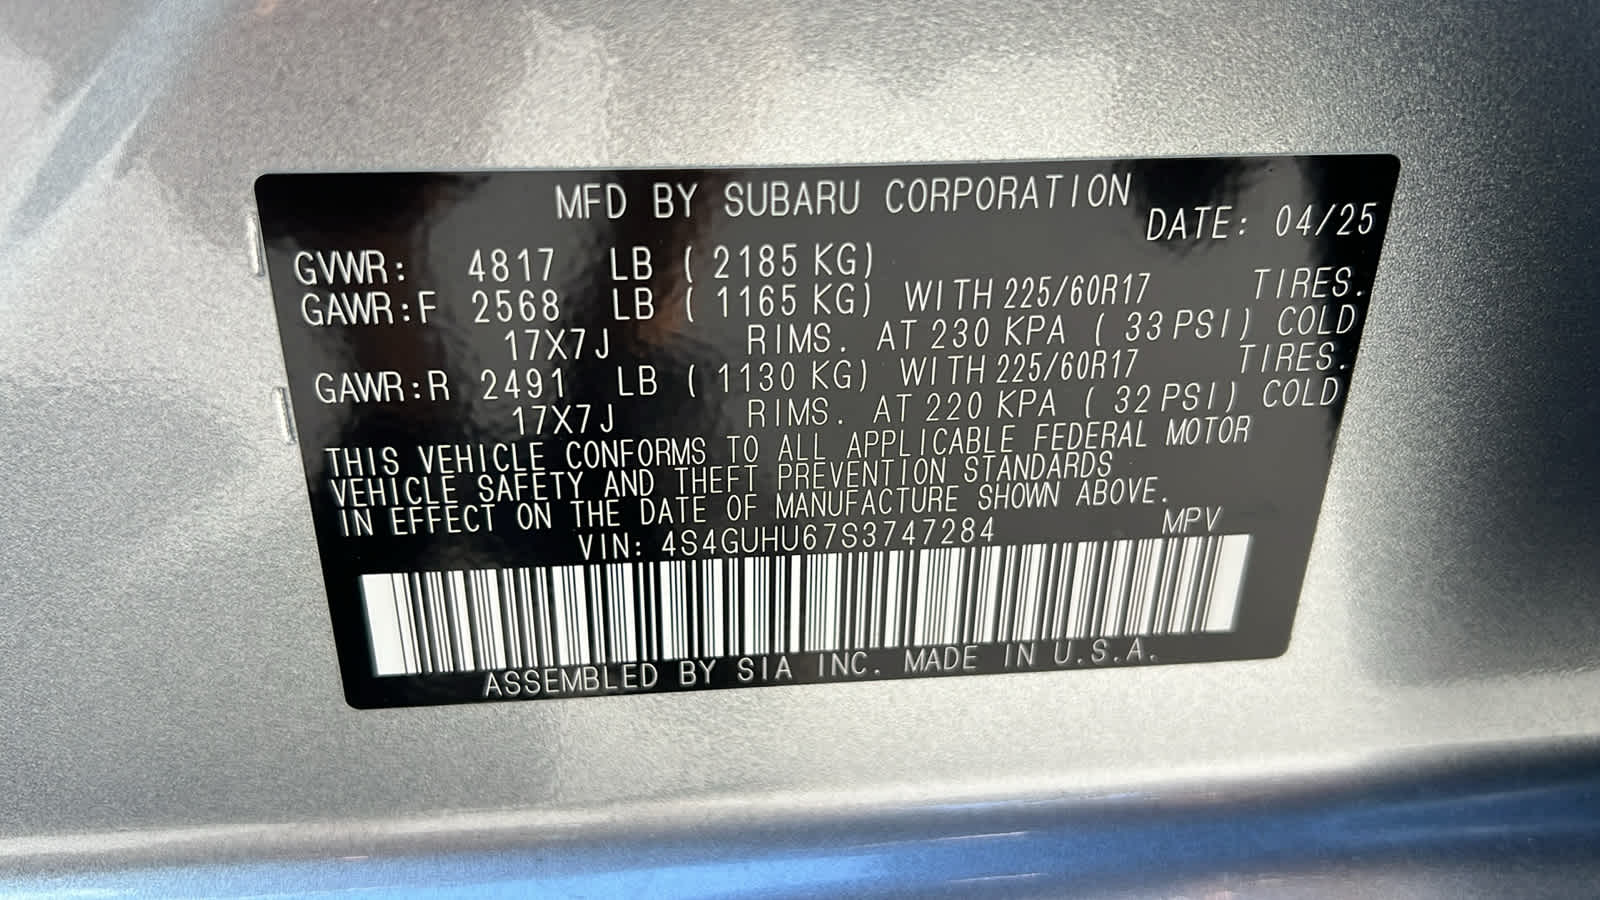 MFD BY SUBARU CORPORATION
DATE: 04/25
GVWR: 4817 LB ( 2185 KG)
GAWR:F 2568 LB ( 1165 KG) WITH 225/60R17 TIRES.
17X7J RIMS. AT 230 KPA ( 33 PSI) COLD
GAWR:R 2491 LB ( 1130 KG) WITH 225/60R17 TIRES.
17X7J RIMS. AT 220 KPA ( 32 PSI) COLD
THIS VEHICLE CONFORMS TO ALL APPLICABLE FEDERAL MOTOR
VEHICLE SAFETY AND THEFT PREVENTION STANDARDS
IN EFFECT ON THE DATE OF MANUFACTURE SHOWN ABOVE.
VIN: 4S4GUHU67S3747284 MPV
ASSEMBLED BY SIA INC. MADE IN U.S.A.